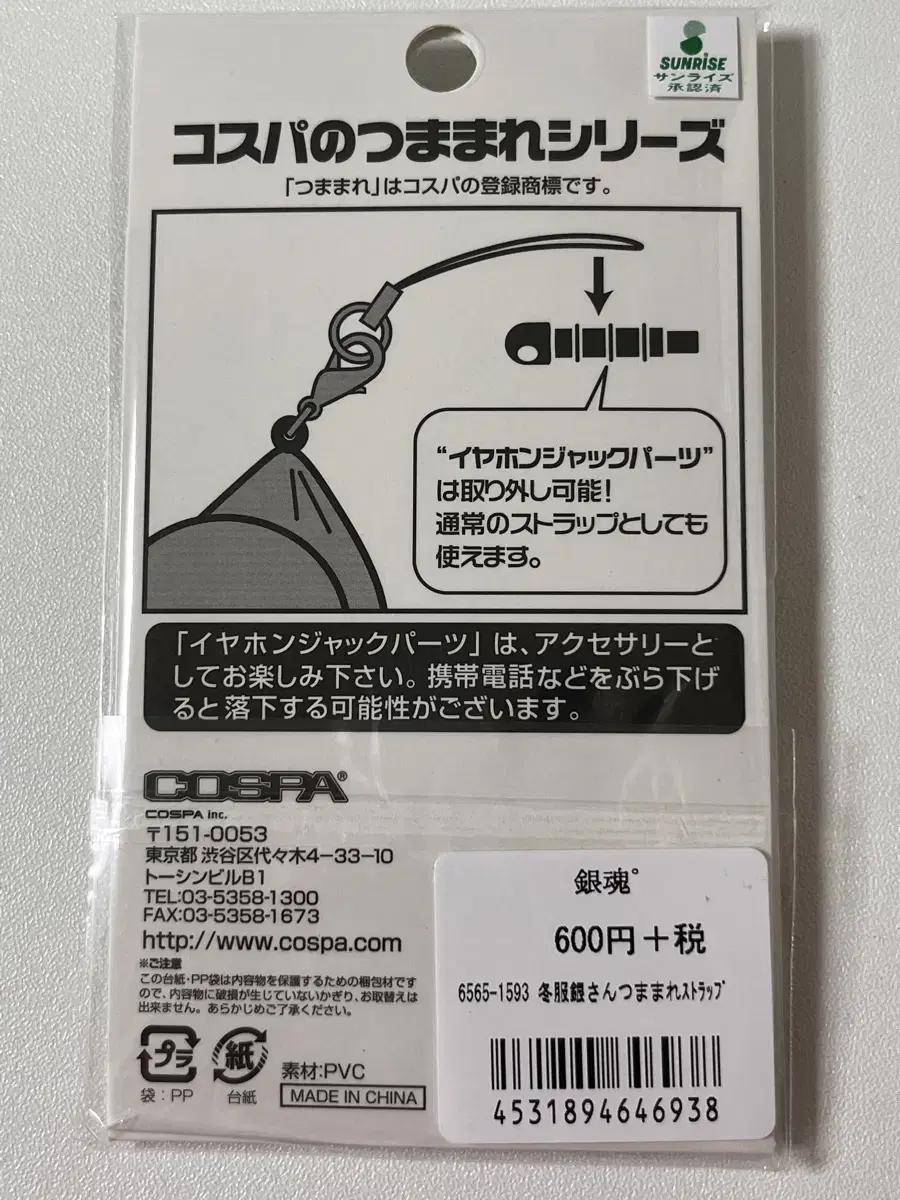 SUNRISE
サンライズ
承認済
コスパのつままれシリーズ
「つままれ」はコスパの登録商標です。
“イヤホンジャックパーツ”
は取り外し可能!
通常のストラップとしても
使えます。
「イヤホンジャックパーツ」は、アクセサリーと
してお楽しみ下さい。携帯電話などをぶら下げ
ると落下する可能性がございます。
COSPA®
COSPA inc.
〒151-0053
東京都 渋谷区代々木4-33-10
トーシンビルB1
TEL:03-5358-1300
FAX:03-5358-1673
http://www.cospa.com
※ご注意
この台紙・PP袋は内容物を保護するための梱包材ですの
で、内容物に破損が生じていないかぎり、お取替えは
出来ません。あらかじめご了承ください。
プラ
袋:PP
紙
台紙
素材:PVC
MADE IN CHINA
銀魂゜
600円+税
6565-1593 冬服銀さんつままれｽﾄﾗｯﾌﾟ
4531894646938